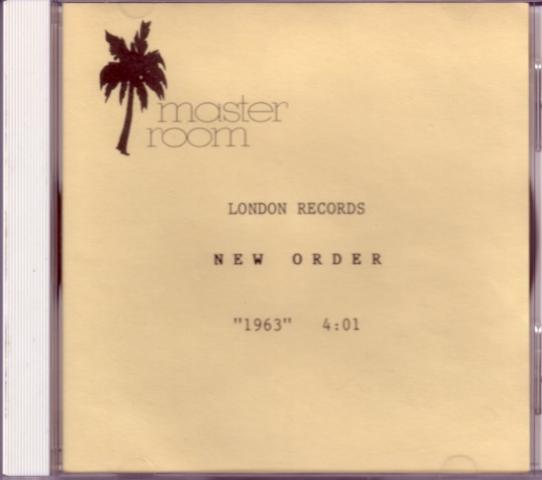 master
room
LONDON RECORDS
NEW ORDER
"1963" 4:01